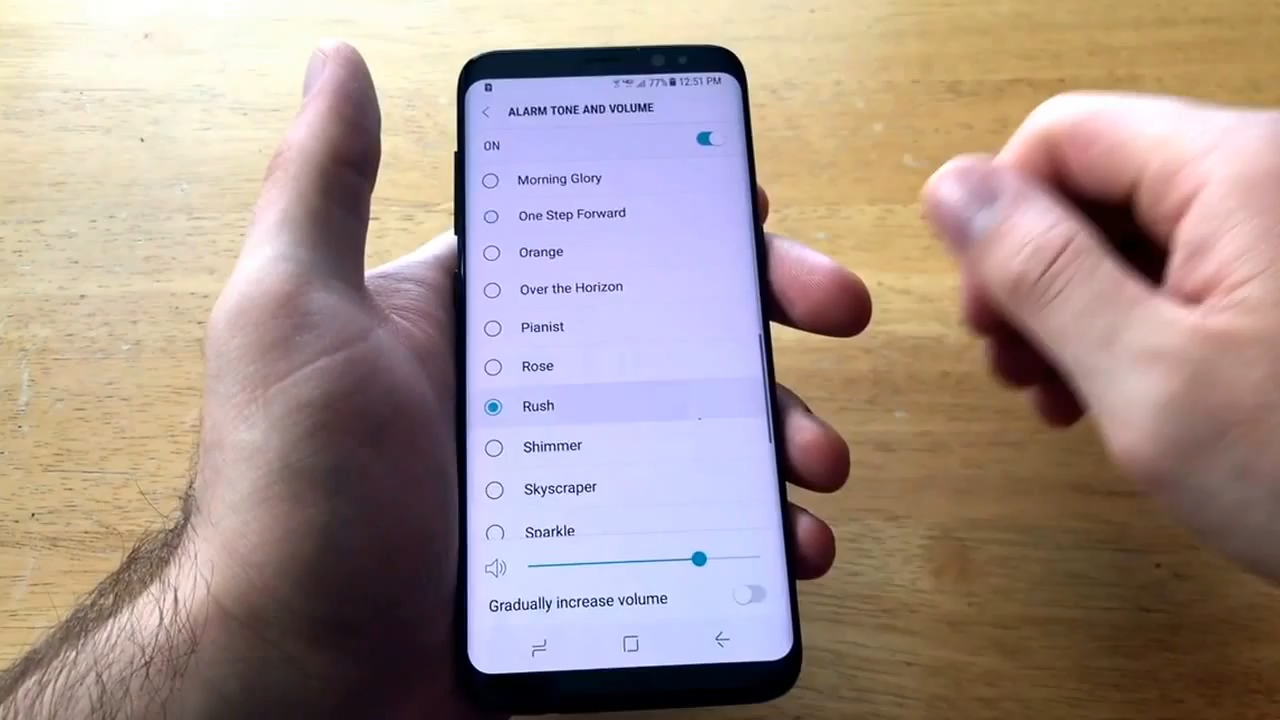 77% 12:51 PM
ALARM TONE AND VOLUME
ON
Morning Glory
One Step Forward
Orange
Over the Horizon
Pianist
Rose
Rush
Shimmer
Skyscraper
Sparkle
Gradually increase volume